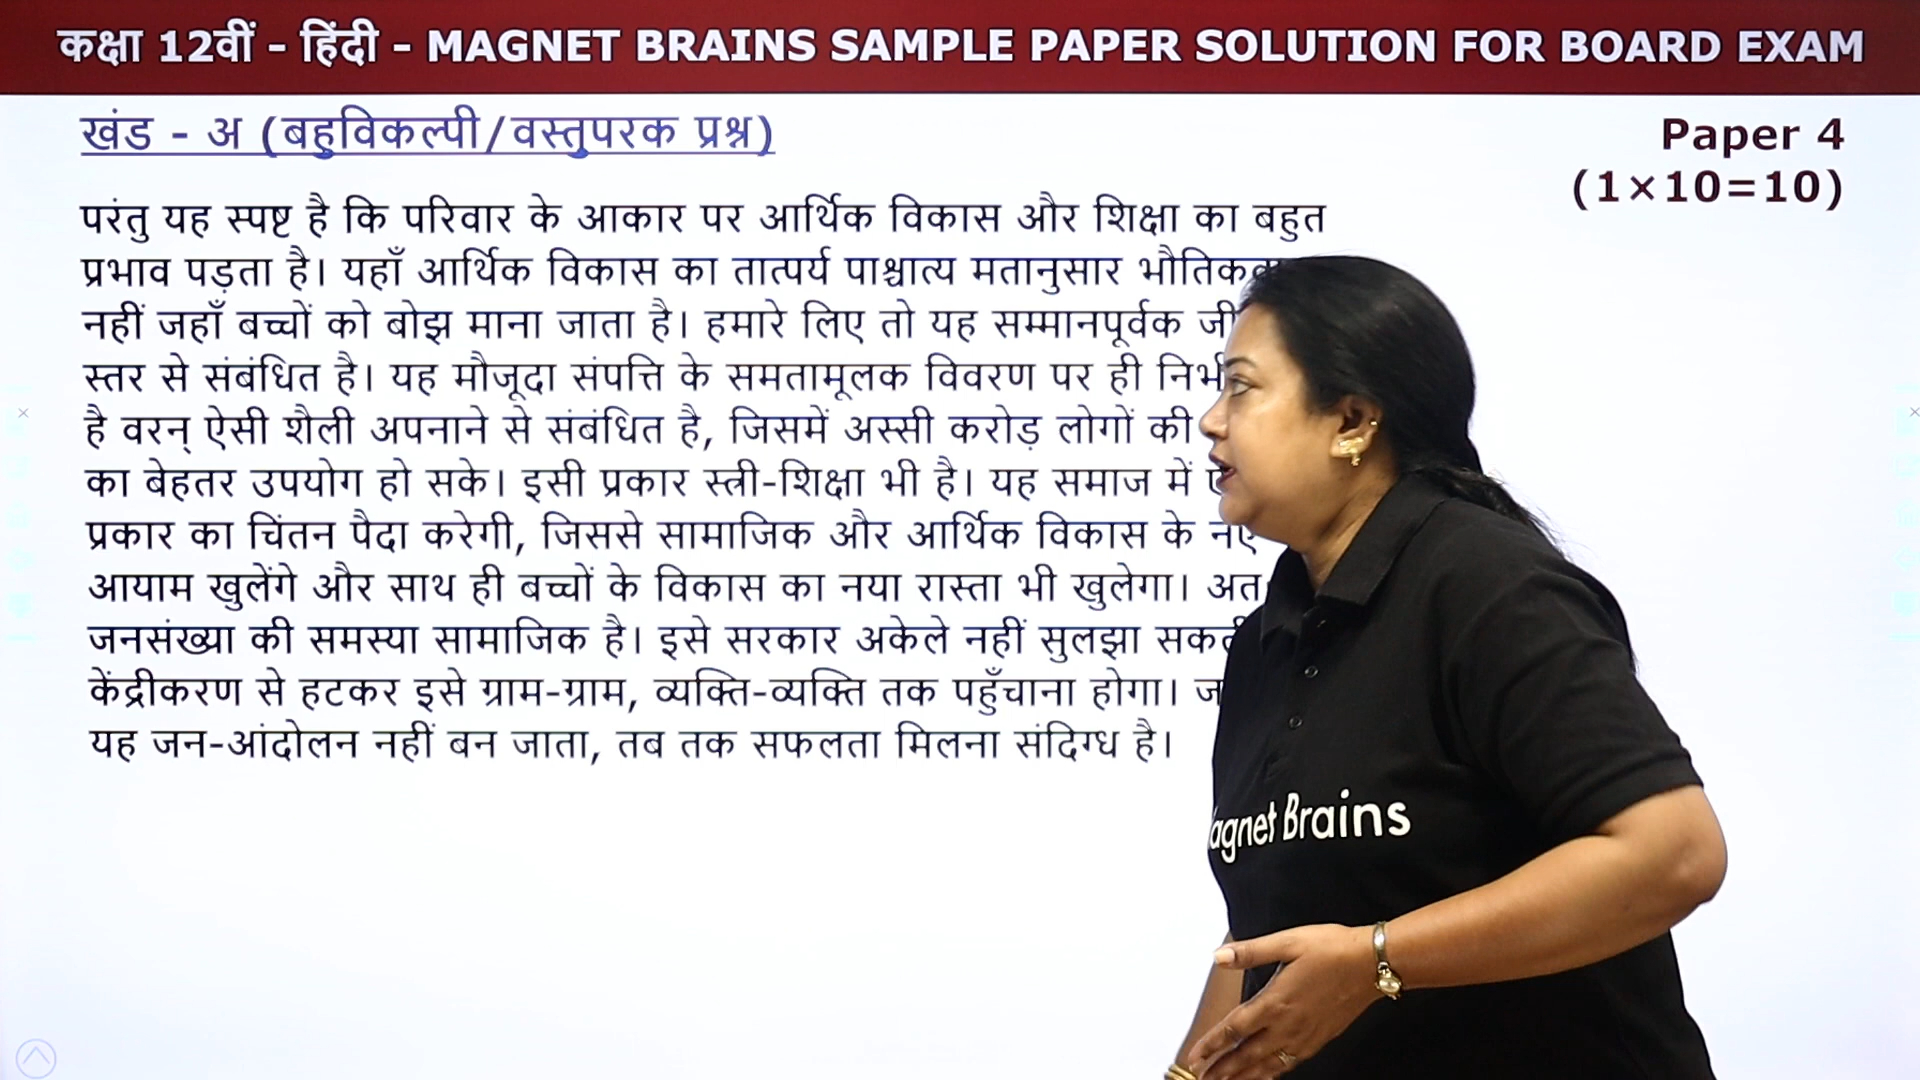 कक्षा 12वीं - हिंदी - MAGNET BRAINS SAMPLE PAPER SOLUTION FOR BOARD EXAM
खंड - अ (बहुविकल्पी/वस्तुपरक प्रश्न)
Paper 4
(1×10=10)
परंतु यह स्पष्ट है कि परिवार के आकार पर आर्थिक विकास और शिक्षा का बहुत
प्रभाव पड़ता है। यहाँ आर्थिक विकास का तात्पर्य पाश्चात्य मतानुसार
नहीं जहाँ बच्चों को बोझ माना जाता है। हमारे लिए तो यह सम्मानपूर्वक
स्तर से संबंधित है। यह मौजूदा संपत्ति के समतामूलक विवरण पर ही
है वरन् ऐसी शैली अपनाने से संबंधित है, जिसमें अस्सी करोड़ लोगों की
का बेहतर उपयोग हो सके। इसी प्रकार स्त्री-शिक्षा भी है। यह समाज में
प्रकार का चिंतन पैदा करेगी, जिससे सामाजिक और आर्थिक विकास के नए
आयाम खुलेंगे और साथ ही बच्चों के विकास का नया रास्ता भी खुलेगा।
जनसंख्या की समस्या सामाजिक है। इसे सरकार अकेले नहीं सुलझा
केंद्रीकरण से हटकर इसे ग्राम-ग्राम, व्यक्ति-व्यक्ति तक पहुँचाना होगा।
यह जन-आंदोलन नहीं बन जाता, तब तक सफलता मिलना संदिग्ध है।
Brains